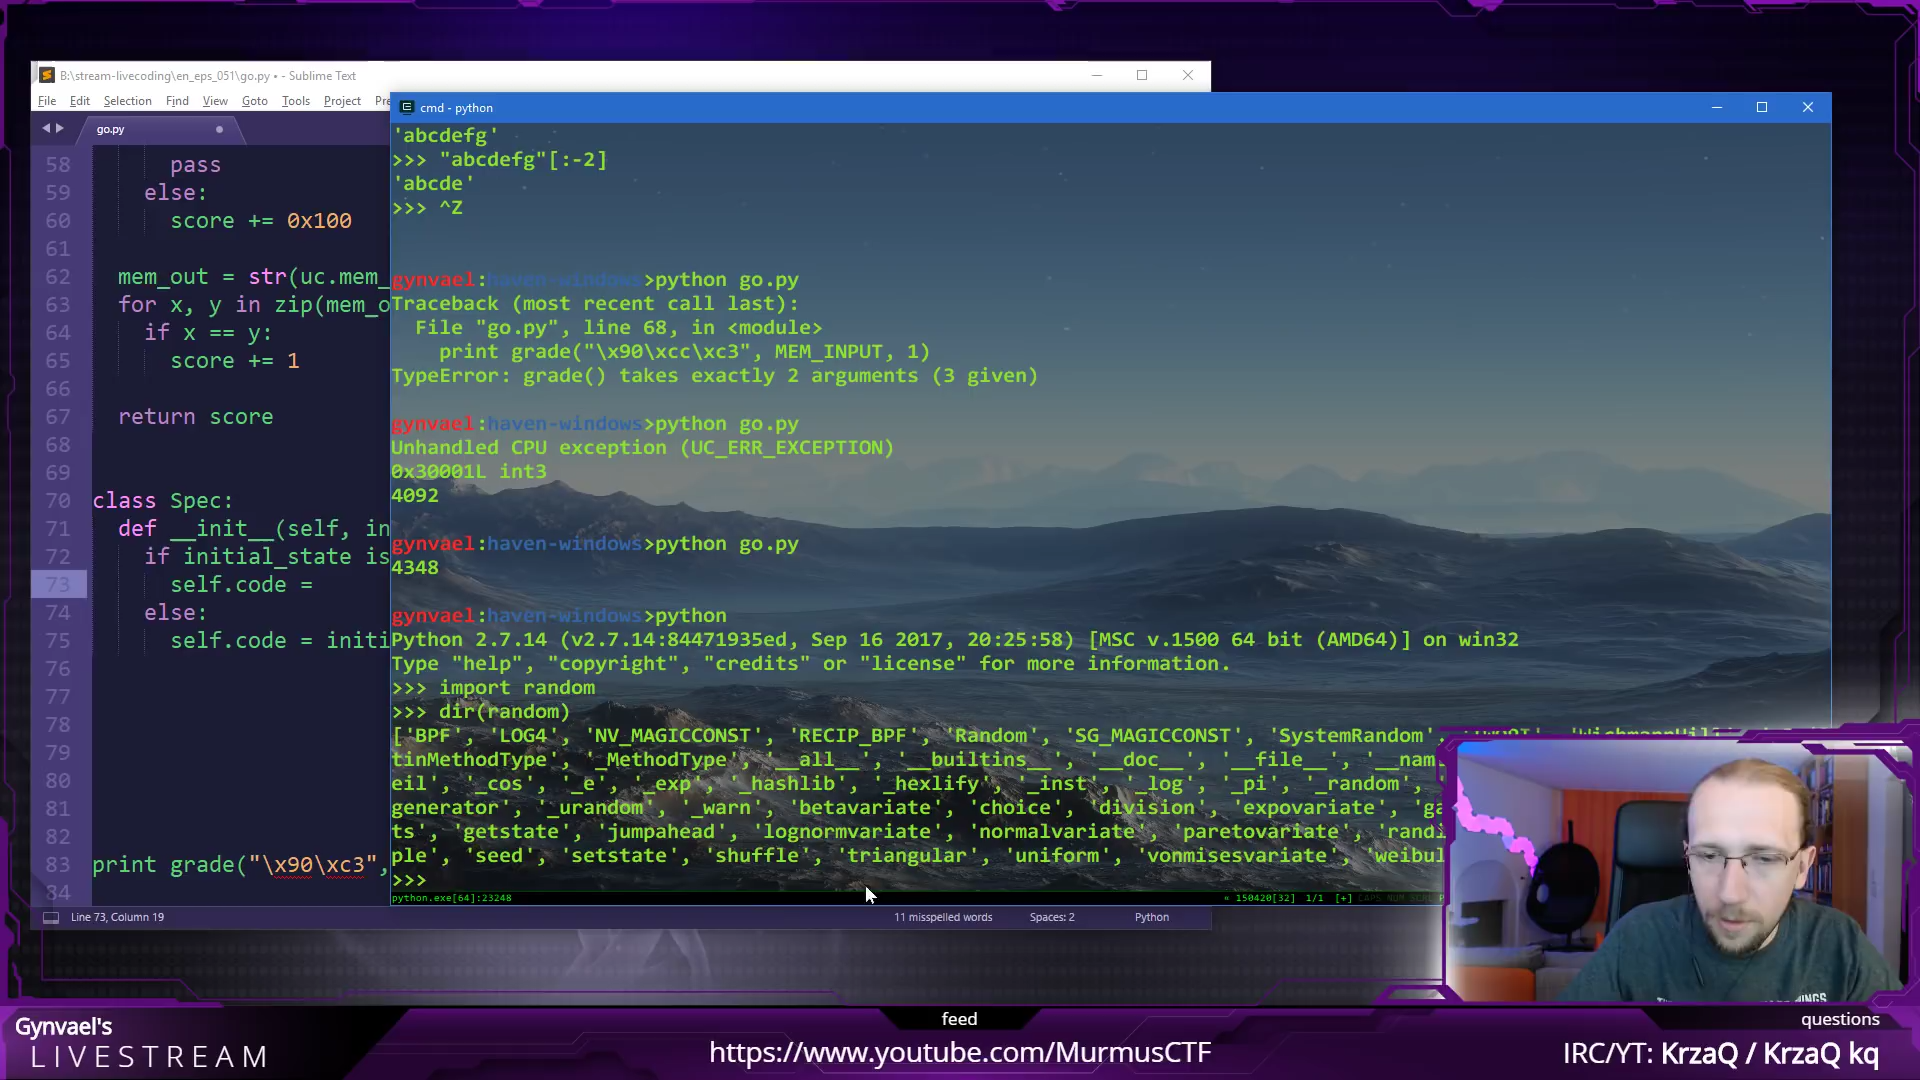 B:\stream-livecoding\en_eps_051\go.py • - Sublime Text
File Edit Selection Find View Goto Tools Project Pre
go.py
58 pass
59 else:
60 score += 0x100
61
62 mem_out = str(uc.mem_
63 for x, y in zip(mem_o
64 if x == y:
65 score += 1
66
67 return score
68
69
70 class Spec:
71 def __init__(self, in
72 if initial_state is
73 self.code =
74 else:
75 self.code = initi
76
77
78
79
80
81
82
83 print grade("\x90\xc3",
84
Line 73, Column 19
11 misspelled words
Spaces: 2
Python
cmd - python
'abcdefg'
>>> "abcdefg"[:-2]
'abcde'
>>> ^Z
gynvael:haven-windows>python go.py
Traceback (most recent call last):
File "go.py", line 68, in <module>
print grade("\x90\xcc\xc3", MEM_INPUT, 1)
TypeError: grade() takes exactly 2 arguments (3 given)
gynvael:haven-windows>python go.py
Unhandled CPU exception (UC_ERR_EXCEPTION)
0x30001L int3
4092
gynvael:haven-windows>python go.py
4348
gynvael:haven-windows>python
Python 2.7.14 (v2.7.14:84471935ed, Sep 16 2017, 20:25:58) [MSC v.1500 64 bit (AMD64)] on win32
Type "help", "copyright", "credits" or "license" for more information.
>>> import random
>>> dir(random)
['BPF', 'LOG4', 'NV_MAGICCONST', 'RECIP_BPF', 'Random', 'SG_MAGICCONST', 'SystemRandom',
tinMethodType', '_MethodType', '__all__', '__builtins__', '__doc__', '__file__', '__nam
eil', '_cos', '_e', '_exp', '_hashlib', '_hexlify', '_inst', '_log', '_pi', '_random',
generator', '_urandom', '_warn', 'betavariate', 'choice', 'division', 'expovariate', 'ga
ts', 'getstate', 'jumpahead', 'lognormvariate', 'normalvariate', 'paretovariate', 'randi
ple', 'seed', 'setstate', 'shuffle', 'triangular', 'uniform', 'vonmisesvariate', 'weibul
>>>
python.exe[64]:23248
« 150420[32] 1/1 [+] CAPS NUM SCRL
Gynvael's
LIVESTREAM
feed
https://www.youtube.com/MurmusCTF
questions
IRC/YT: KrzaQ / KrzaQ kq